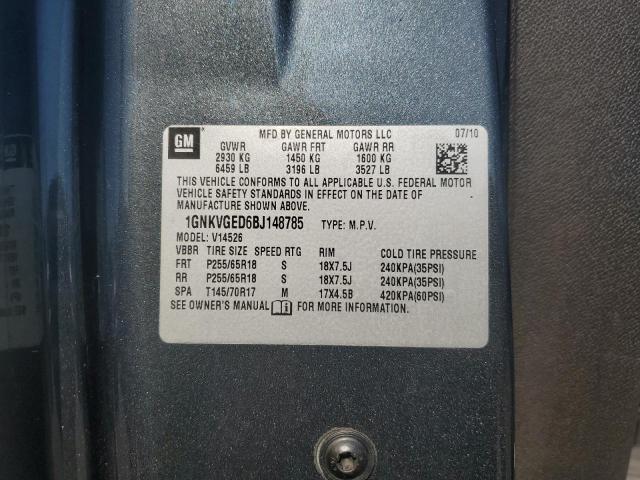 GM
MFD BY GENERAL MOTORS LLC 07/10
GVWR GAWR FRT GAWR RR
2930 KG 1450 KG 1600 KG
6459 LB 3196 LB 3527 LB
THIS VEHICLE CONFORMS TO ALL APPLICABLE U.S. FEDERAL MOTOR
VEHICLE SAFETY STANDARDS IN EFFECT ON THE DATE OF
MANUFACTURE SHOWN ABOVE.
1GNKVGED6BJ148785 TYPE: M.P.V.
MODEL: V14526
VBBR TIRE SIZE SPEED RTG RIM COLD TIRE PRESSURE
FRT P255/65R18 S 18X7.5J 240KPA(35PSI)
RR P255/65R18 S 18X7.5J 240KPA(35PSI)
SPA T145/70R17 M 17X4.5B 420KPA(60PSI)
SEE OWNER'S MANUAL i FOR MORE INFORMATION.